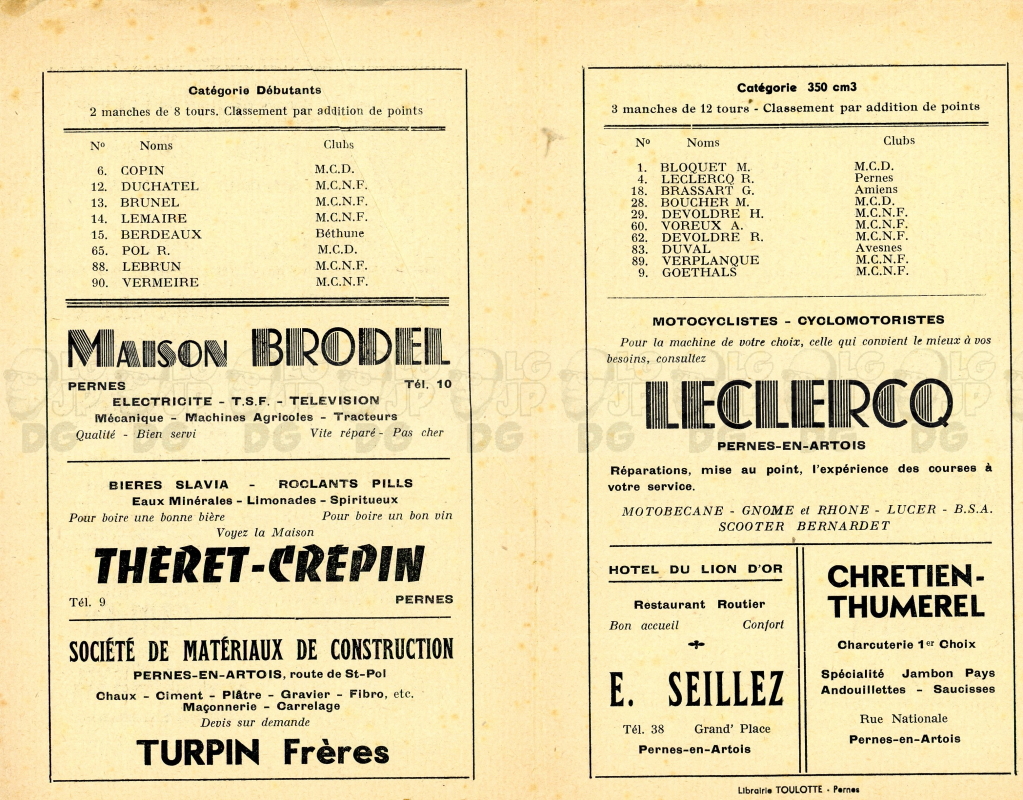 Catégorie Débutants
2 manches de 8 tours. Classement par addition de points
Nº Noms Clubs
6. COPIN M.C.D.
12. DUCHATEL M.C.N.F.
13. BRUNEL M.C.N.F.
14. LEMAIRE M.C.N.F.
15. BERDEAUX Béthune
65. POL R. M.C.D.
88. LEBRUN M.C.N.F.
90. VERMEIRE M.C.N.F.
MAISON BRODEL
PERNES Tél. 10
ELECTRICITE - T.S.F. - TELEVISION
Mécanique - Machines Agricoles - Tracteurs
Qualité - Bien servi Vite réparé - Pas cher
BIERES SLAVIA - ROCLANTS PILLS
Eaux Minérales - Limonades - Spiritueux
Pour boire une bonne bière Pour boire un bon vin
Voyez la Maison
THÉRET-CRÉPIN
Tél. 9 PERNES
SOCIÉTÉ DE MATÉRIAUX DE CONSTRUCTION
PERNES-EN-ARTOIS, route de St-Pol
Chaux - Ciment - Plâtre - Gravier - Fibro, etc.
Maçonnerie - Carrelage
Devis sur demande
TURPIN Frères
Catégorie 350 cm3
3 manches de 12 tours - Classement par addition de points
Nº Noms Clubs
1. BLOQUET M. M.C.D.
4. LECLERCQ R. Pernes
18. BRASSART G. Amiens
28. BOUCHER M. M.C.D.
29. DEVOLDRE H. M.C.N.F.
60. VOREUX A. M.C.N.F.
62. DEVOLDRE R. M.C.N.F.
83. DUVAL Avesnes
89. VERPLANQUE M.C.N.F.
9. GOETHALS M.C.N.F.
MOTOCYCLISTES - CYCLOMOTORISTES
Pour la machine de votre choix, celle qui convient le mieux à vos
besoins, consultez
LECLERCQ
PERNES-EN-ARTOIS
Réparations, mise au point, l'expérience des courses à
votre service.
MOTOBECANE - GNOME et RHONE - LUCER - B.S.A.
SCOOTER BERNARDET
HOTEL DU LION D'OR
Restaurant Routier
Bon accueil Confort
E. SEILLEZ
Tél. 38 Grand' Place
Pernes-en-Artois
CHRETIEN-
THUMEREL
Charcuterie 1er Choix
Spécialité Jambon Pays
Andouillettes - Saucisses
Rue Nationale
Pernes-en-Artois
Librairie TOULOTTE - Pernes